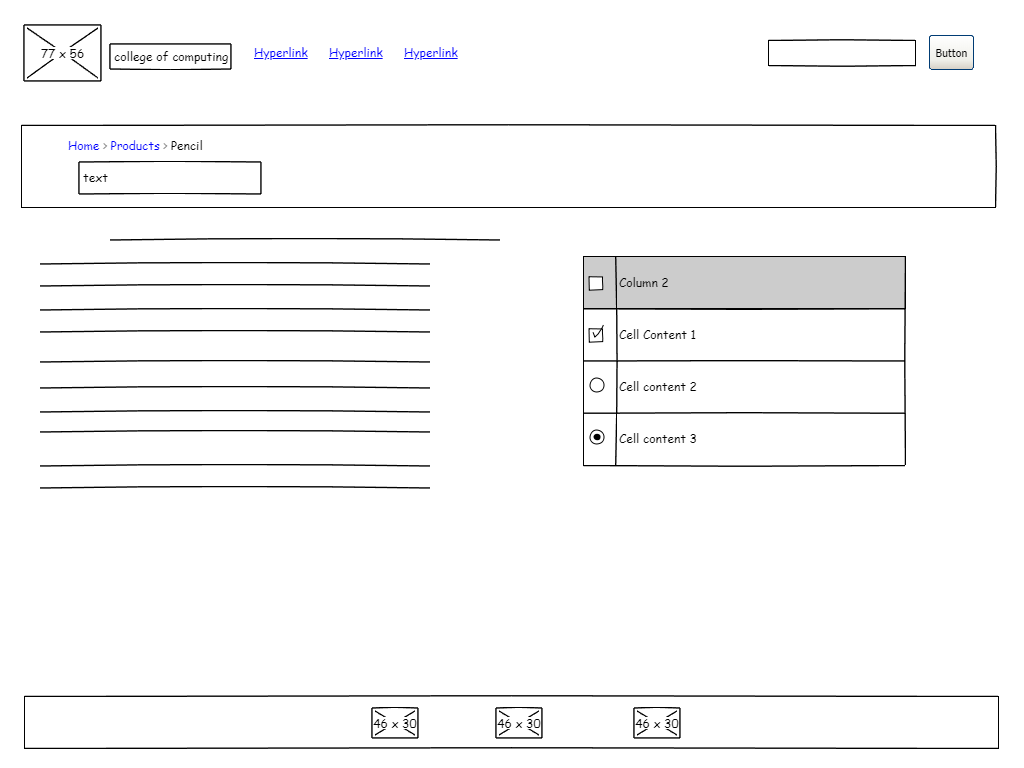 77 x 56
college of computing
Hyperlink Hyperlink Hyperlink
Button
Home > Products > Pencil
text
Column 2
Cell Content 1
Cell content 2
Cell content 3
46 x 30 46 x 30 46 x 30